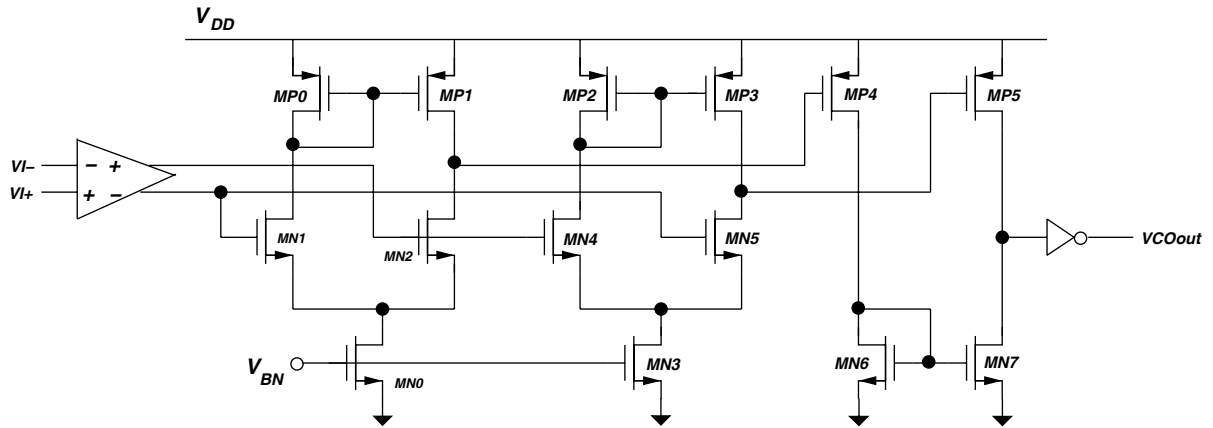 V_DD
MP0
MP1
MP2
MP3
MP4
MP5
VI−
− +
VI+
+ −
MN1
MN2
MN4
MN5
VCOout
V_BN
MN0
MN3
MN6
MN7